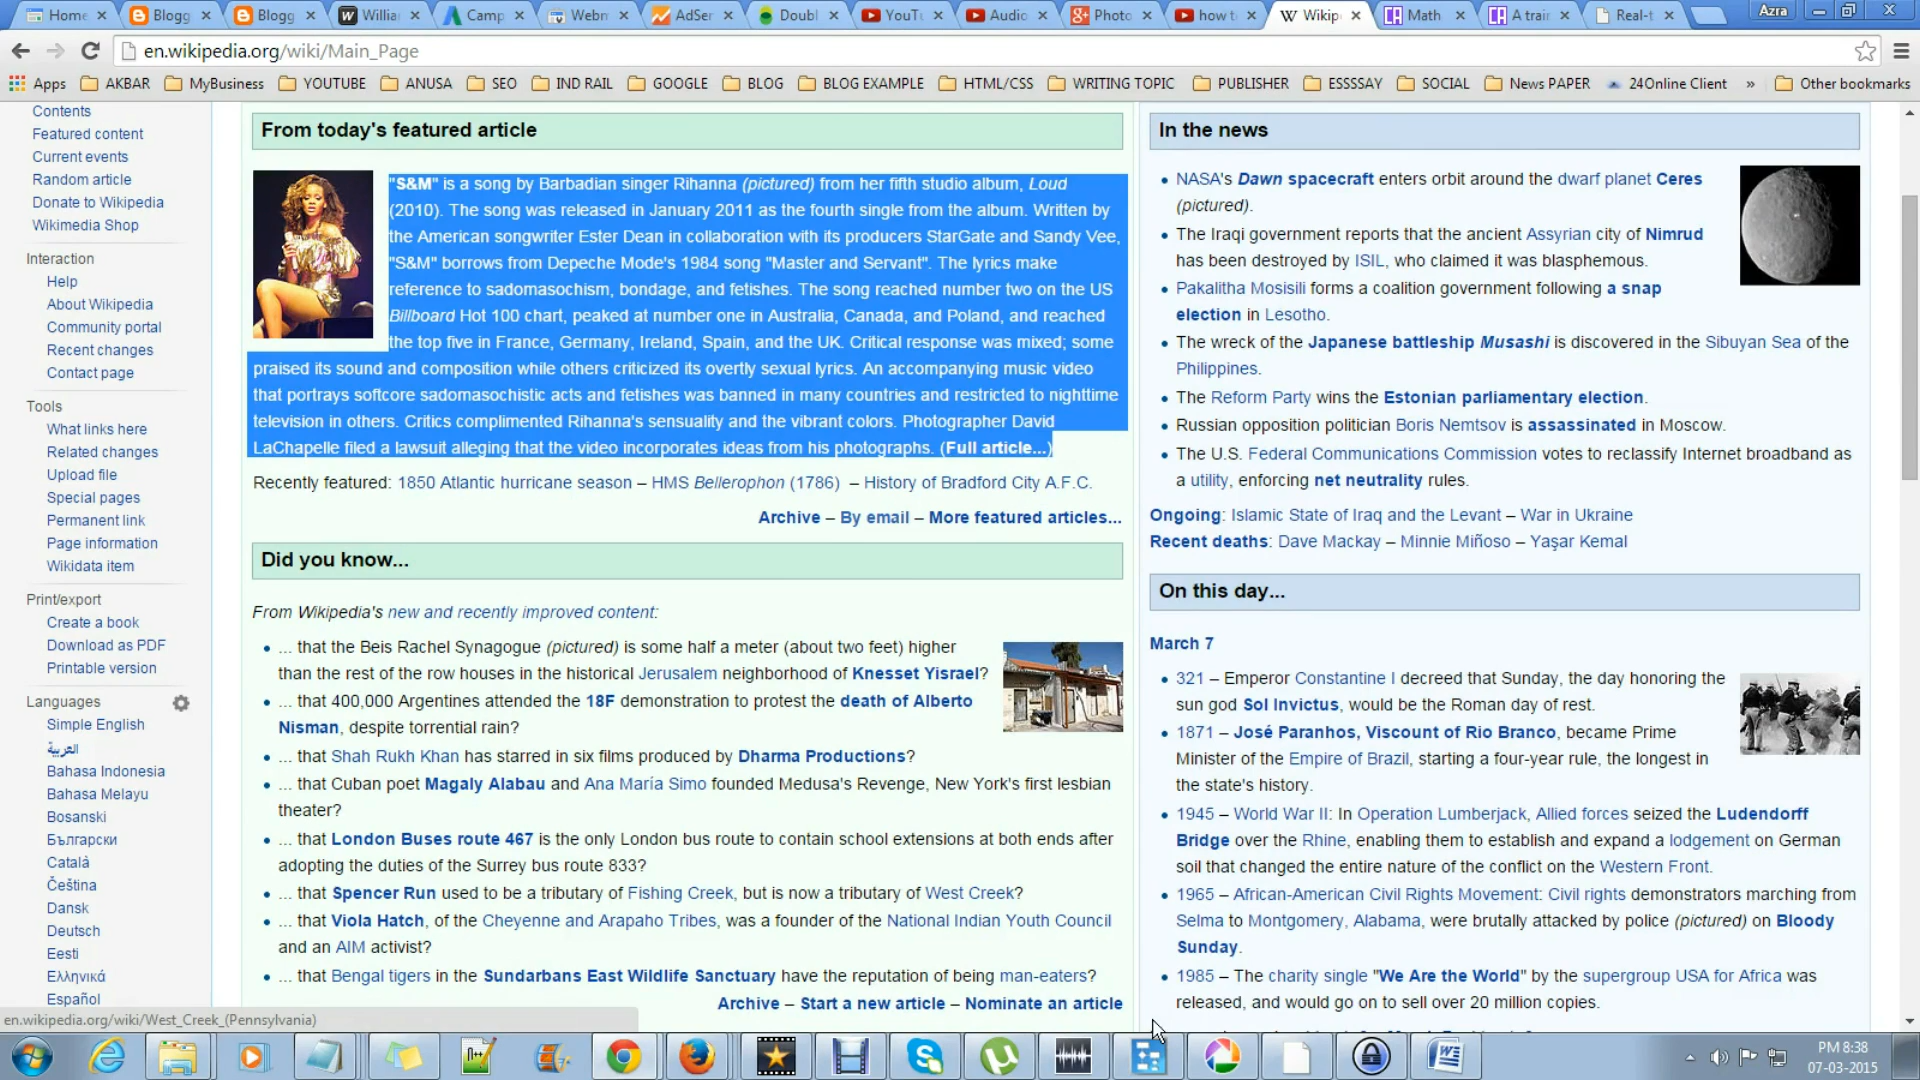 Home
Blogg
Blogg
Willia
Camp
Webm
AdSer
Doubl
YouTu
Audio
Photo
how t
Wikip
Math
A trai
Real-t
Azra
en.wikipedia.org/wiki/Main_Page
Apps AKBAR MyBusiness YOUTUBE ANUSA SEO IND RAIL GOOGLE BLOG BLOG EXAMPLE HTML/CSS WRITING TOPIC PUBLISHER ESSSSAY SOCIAL News PAPER 24Online Client » Other bookmarks
Contents
Featured content
Current events
Random article
Donate to Wikipedia
Wikimedia Shop
Interaction
Help
About Wikipedia
Community portal
Recent changes
Contact page
Tools
What links here
Related changes
Upload file
Special pages
Permanent link
Page information
Wikidata item
Print/export
Create a book
Download as PDF
Printable version
Languages
Simple English
العربية
Bahasa Indonesia
Bahasa Melayu
Bosanski
Български
Català
Čeština
Dansk
Deutsch
Eesti
Ελληνικά
Español
From today's featured article
"S&M" is a song by Barbadian singer Rihanna (pictured) from her fifth studio album, Loud
(2010). The song was released in January 2011 as the fourth single from the album. Written by
the American songwriter Ester Dean in collaboration with its producers StarGate and Sandy Vee,
"S&M" borrows from Depeche Mode's 1984 song "Master and Servant". The lyrics make
reference to sadomasochism, bondage, and fetishes. The song reached number two on the US
Billboard Hot 100 chart, peaked at number one in Australia, Canada, and Poland, and reached
the top five in France, Germany, Ireland, Spain, and the UK. Critical response was mixed; some
praised its sound and composition while others criticized its overtly sexual lyrics. An accompanying music video
that portrays softcore sadomasochistic acts and fetishes was banned in many countries and restricted to nighttime
television in others. Critics complimented Rihanna's sensuality and the vibrant colors. Photographer David
LaChapelle filed a lawsuit alleging that the video incorporates ideas from his photographs. (Full article...)
Recently featured: 1850 Atlantic hurricane season – HMS Bellerophon (1786) – History of Bradford City A.F.C.
Archive – By email – More featured articles...
Did you know...
From Wikipedia's new and recently improved content:
... that the Beis Rachel Synagogue (pictured) is some half a meter (about two feet) higher
than the rest of the row houses in the historical Jerusalem neighborhood of Knesset Yisrael?
... that 400,000 Argentines attended the 18F demonstration to protest the death of Alberto
Nisman, despite torrential rain?
... that Shah Rukh Khan has starred in six films produced by Dharma Productions?
... that Cuban poet Magaly Alabau and Ana María Simo founded Medusa's Revenge, New York's first lesbian
theater?
... that London Buses route 467 is the only London bus route to contain school extensions at both ends after
adopting the duties of the Surrey bus route 833?
... that Spencer Run used to be a tributary of Fishing Creek, but is now a tributary of West Creek?
... that Viola Hatch, of the Cheyenne and Arapaho Tribes, was a founder of the National Indian Youth Council
and an AIM activist?
... that Bengal tigers in the Sundarbans East Wildlife Sanctuary have the reputation of being man-eaters?
Archive – Start a new article – Nominate an article
In the news
NASA's Dawn spacecraft enters orbit around the dwarf planet Ceres
(pictured).
The Iraqi government reports that the ancient Assyrian city of Nimrud
has been destroyed by ISIL, who claimed it was blasphemous.
Pakalitha Mosisili forms a coalition government following a snap
election in Lesotho.
The wreck of the Japanese battleship Musashi is discovered in the Sibuyan Sea of the
Philippines.
The Reform Party wins the Estonian parliamentary election.
Russian opposition politician Boris Nemtsov is assassinated in Moscow.
The U.S. Federal Communications Commission votes to reclassify Internet broadband as
a utility, enforcing net neutrality rules.
Ongoing: Islamic State of Iraq and the Levant – War in Ukraine
Recent deaths: Dave Mackay – Minnie Miñoso – Yaşar Kemal
On this day...
March 7
321 – Emperor Constantine I decreed that Sunday, the day honoring the
sun god Sol Invictus, would be the Roman day of rest.
1871 – José Paranhos, Viscount of Rio Branco, became Prime
Minister of the Empire of Brazil, starting a four-year rule, the longest in
the state's history.
1945 – World War II: In Operation Lumberjack, Allied forces seized the Ludendorff
Bridge over the Rhine, enabling them to establish and expand a lodgement on German
soil that changed the entire nature of the conflict on the Western Front.
1965 – African-American Civil Rights Movement: Civil rights demonstrators marching from
Selma to Montgomery, Alabama, were brutally attacked by police (pictured) on Bloody
Sunday.
1985 – The charity single "We Are the World" by the supergroup USA for Africa was
released, and would go on to sell over 20 million copies.
en.wikipedia.org/wiki/West_Creek_(Pennsylvania)
PM 8:38
07-03-2015